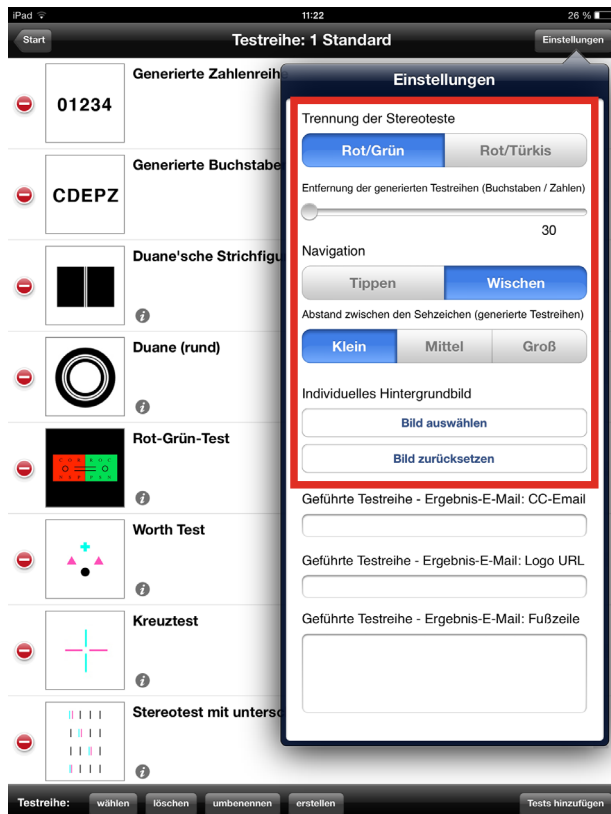 iPad
11:22
26 %
Start
Testreihe: 1 Standard
Einstellungen
Generierte Zahlenreih
01234
Generierte Buchstabe
CDEPZ
Duane'sche Strichfigu
Duane (rund)
Rot-Grün-Test
Worth Test
Kreuztest
Stereotest mit untersc
Einstellungen
Trennung der Stereoteste
Rot/Grün
Rot/Türkis
Entfernung der generierten Testreihen (Buchstaben / Zahlen)
30
Navigation
Tippen
Wischen
Abstand zwischen den Sehzeichen (generierte Testreihen)
Klein
Mittel
Groß
Individuelles Hintergrundbild
Bild auswählen
Bild zurücksetzen
Geführte Testreihe - Ergebnis-E-Mail: CC-Email
Geführte Testreihe - Ergebnis-E-Mail: Logo URL
Geführte Testreihe - Ergebnis-E-Mail: Fußzeile
Testreihe:
wählen
löschen
umbenennen
erstellen
Tests hinzufügen